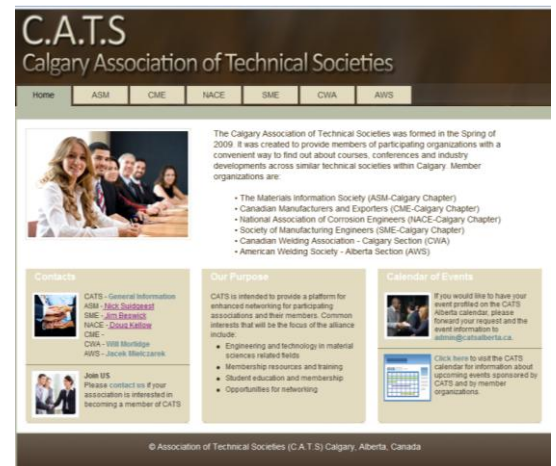 C.A.T.S
Calgary Association of Technical Societies
Home ASM CME NACE SME CWA AWS
The Calgary Association of Technical Societies was formed in the Spring of
2009. It was created to provide members of participating organizations with a
convenient way to find out about courses, conferences and industry
developments across similar technical societies within Calgary. Member
organizations are:
• The Materials Information Society (ASM-Calgary Chapter)
• Canadian Manufacturers and Exporters (CME-Calgary Chapter)
• National Association of Corrosion Engineers (NACE-Calgary Chapter)
• Society of Manufacturing Engineers (SME-Calgary Chapter)
• Canadian Welding Association - Calgary Section (CWA)
• American Welding Society - Alberta Section (AWS)
Contacts
CATS - General Information
ASM - Nick Suidgeest
SME - Jim Beswick
NACE - Doug Kellow
CME -
CWA - Will Mortidge
AWS - Jacek Mielczarek
Join US
Please contact us if your
association is interested in
becoming a member of CATS
Our Purpose
CATS is intended to provide a platform for
enhanced networking for participating
associations and their members. Common
interests that will be the focus of the alliance
include:
• Engineering and technology in material
sciences related fields
• Membership resources and training
• Student education and membership
• Opportunities for networking
Calendar of Events
If you would like to have your
event profiled on the CATS
Alberta calendar, please
forward your request and the
event information to
admin@catsalberta.ca.
Click here to visit the CATS
calendar for information about
upcoming events sponsored by
CATS and by member
organizations.
© Association of Technical Societies (C.A.T.S) Calgary, Alberta, Canada